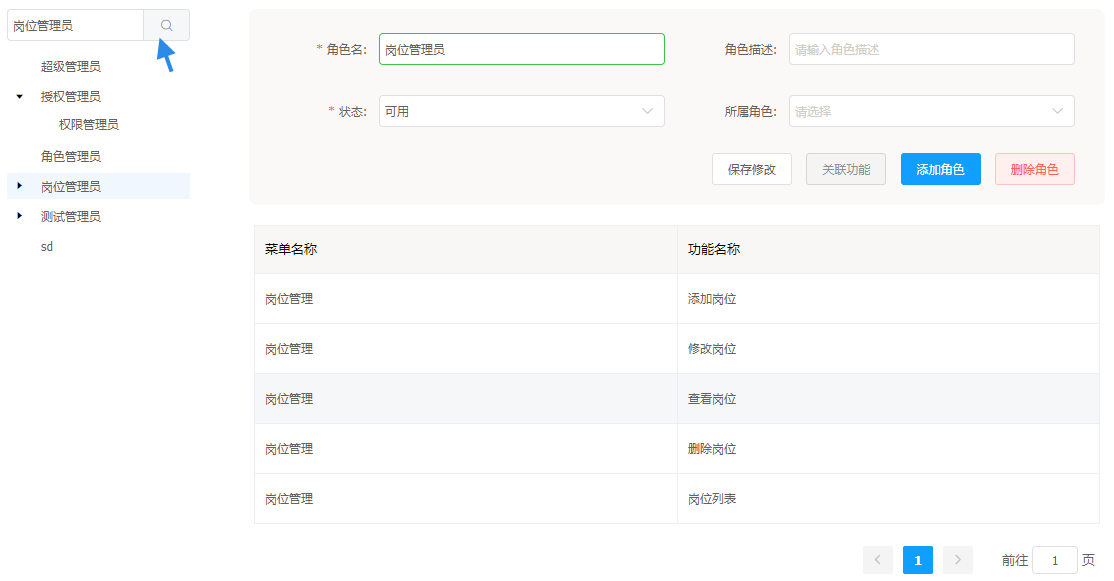 岗位管理员
超级管理员
授权管理员
权限管理员
角色管理员
岗位管理员
测试管理员
sd
* 角色名: 岗位管理员 角色描述: 请输入角色描述
* 状态: 可用 所属角色: 请选择
保存修改 关联功能 添加角色 删除角色
菜单名称 功能名称
岗位管理 添加岗位
岗位管理 修改岗位
岗位管理 查看岗位
岗位管理 删除岗位
岗位管理 岗位列表
1 前往 1 页